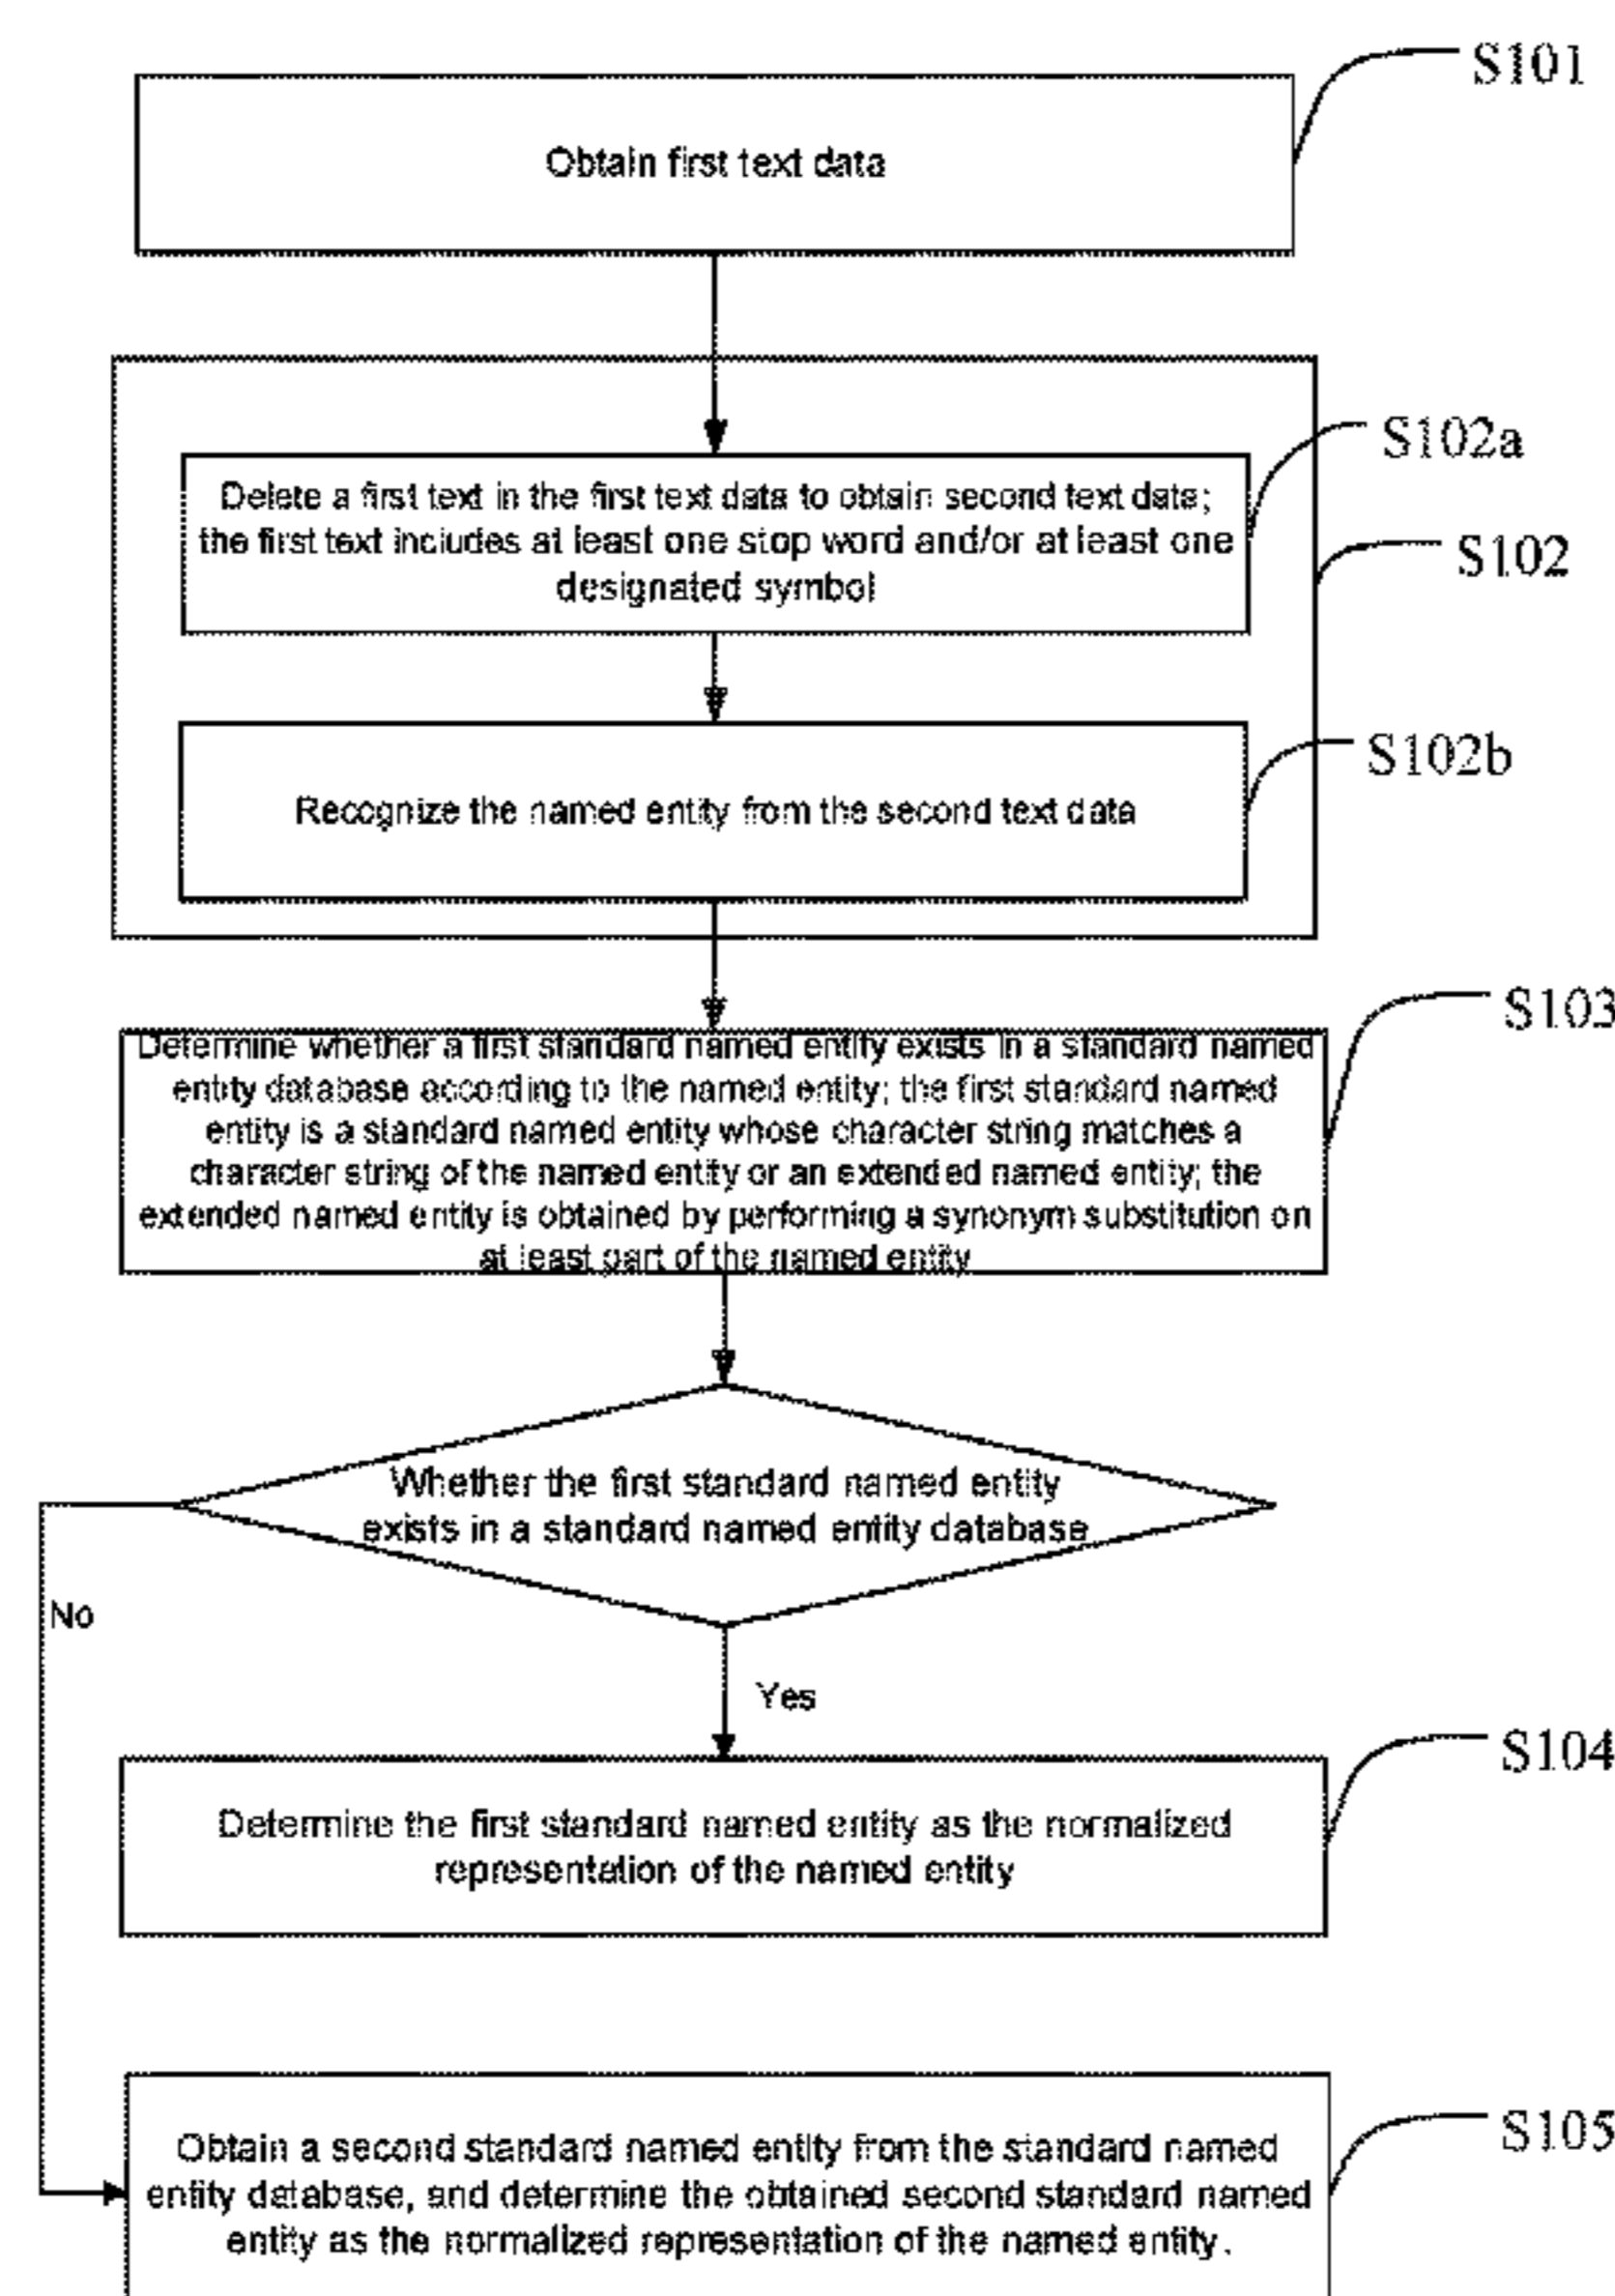 S101
Obtain first text data
S102a
Delete a first text in the first text data to obtain second text data;
the first text includes at least one stop word and/or at least one
designated symbol
S102
S102b
Recognize the named entity from the second text data
S103
Determine whether a first standard named entity exists in a standard named
entity database according to the named entity; the first standard named
entity is a standard named entity whose character string matches a
character string of the named entity or an extended named entity; the
extended named entity is obtained by performing a synonym substitution on
at least part of the named entity
Whether the first standard named entity
exists in a standard named entity database
No
Yes
S104
Determine the first standard named entity as the normalized
representation of the named entity
S105
Obtain a second standard named entity from the standard named
entity database, and determine the obtained second standard named
entity as the normalized representation of the named entity.